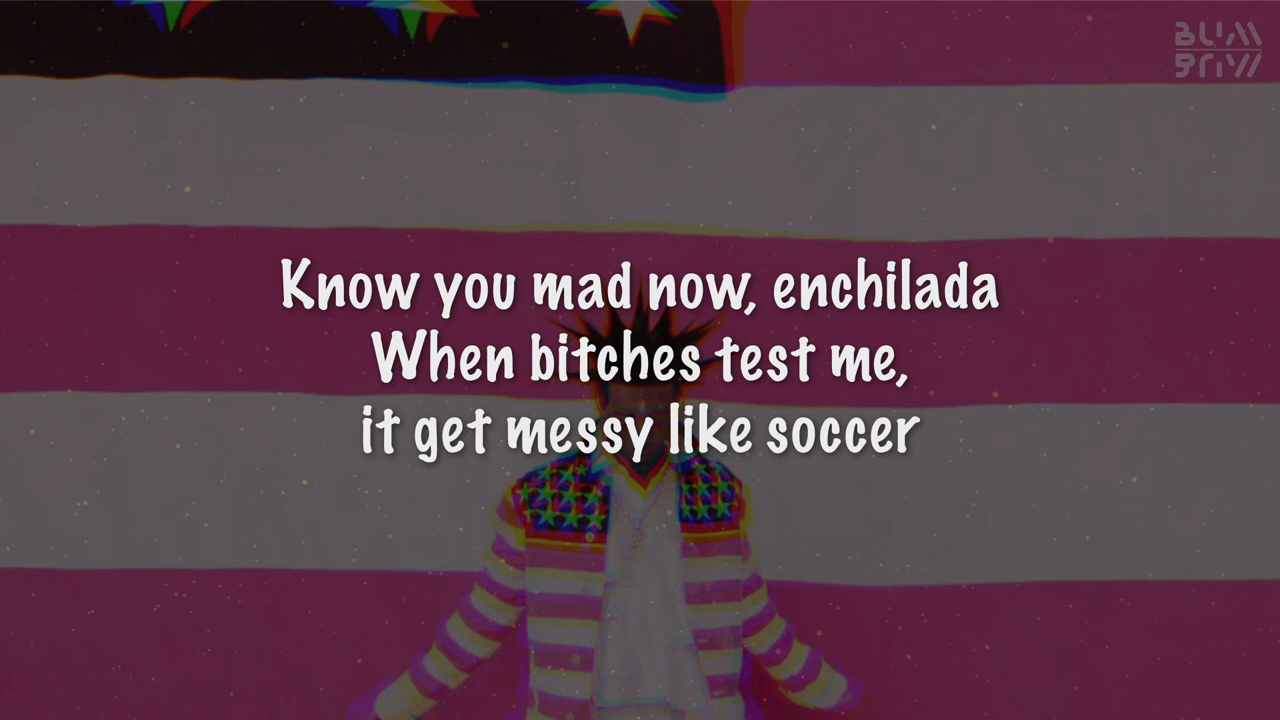 Know you mad now, enchilada
When bitches test me,
it get messy like soccer